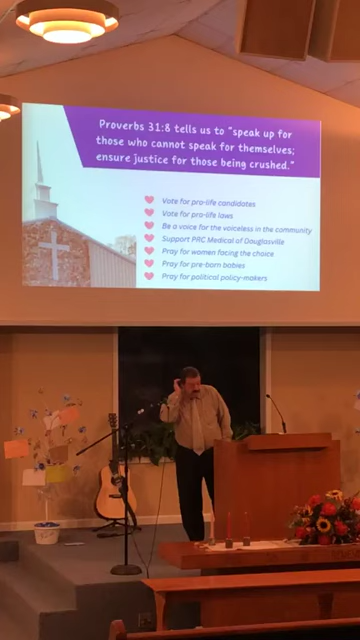 Proverbs 31:8 tells us to "speak up for
those who cannot speak for themselves;
ensure justice for those being crushed."
Vote for pro-life candidates
Vote for pro-life laws
Be a voice for the voiceless in the community
Support PRC Medical of Douglasville
Pray for women facing the choice
Pray for pre-born babies
Pray for political policy-makers